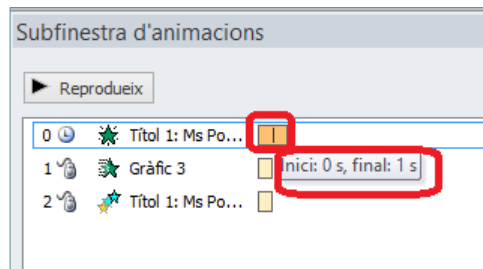 Subfinestra d'animacions
Reprodueix
0 Títol 1: Ms Po...
1 Gràfic 3
Inici: 0 s, final: 1 s
2 Títol 1: Ms Po...